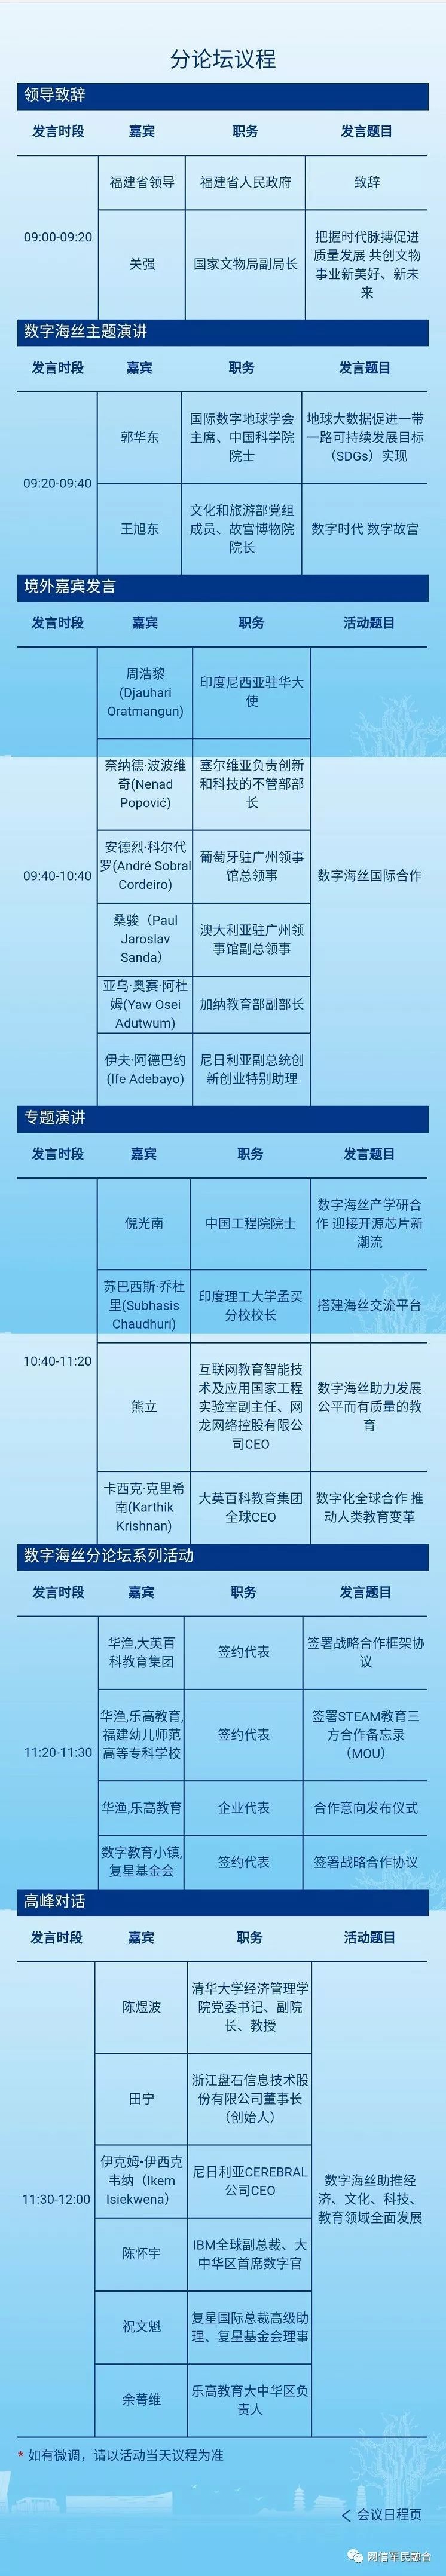 分论坛议程
领导致辞
发言时段 嘉宾 职务 发言题目
09:00-09:20
福建省领导 福建省人民政府 致辞
关强 国家文物局副局长
把握时代脉搏促进
质量发展 共创文物
事业新美好、新未
来
数字海丝主题演讲
发言时段 嘉宾 职务 发言题目
09:20-09:40
郭华东
国际数字地球学会
主席、中国科学院
院士
地球大数据促进一带
一路可持续发展目标
（SDGs）实现
王旭东
文化和旅游部党组
成员、故宫博物院
院长
数字时代 数字故宫
境外嘉宾发言
发言时段 嘉宾 职务 活动题目
09:40-10:40
周浩黎
(Djauhari
Oratmangun)
印度尼西亚驻华大
使
奈纳德·波波维
奇(Nenad
Popović)
塞尔维亚负责创新
和科技的不管部部
长
安德烈·科尔代
罗(André Sobral
Cordeiro)
葡萄牙驻广州领事
馆总领事
数字海丝国际合作
桑骏（Paul
Jaroslav
Sanda）
澳大利亚驻广州领
事馆副总领事
亚乌·奥赛·阿杜
姆(Yaw Osei
Adutwum)
加纳教育部副部长
伊夫·阿德巴约
(Ife Adebayo)
尼日利亚副总统创
新创业特别助理
专题演讲
发言时段 嘉宾 职务 发言题目
10:40-11:20
倪光南 中国工程院院士
数字海丝产学研合
作 迎接开源芯片新
潮流
苏巴西斯·乔杜
里(Subhasis
Chaudhuri)
印度理工大学孟买
分校校长
搭建海丝交流平台
熊立
互联网教育智能技
术及应用国家工程
实验室副主任、网
龙网络控股有限公
司CEO
数字海丝助力发展
公平而有质量的教
育
卡西克·克里希
南(Karthik
Krishnan)
大英百科教育集团
全球CEO
数字化全球合作 推
动人类教育变革
数字海丝分论坛系列活动
发言时段 嘉宾 职务 发言题目
11:20-11:30
华渔,大英百
科教育集团
签约代表
签署战略合作框架协
议
华渔,乐高教育,
福建幼儿师范
高等专科学校
签约代表
签署STEAM教育三
方合作备忘录
（MOU）
华渔,乐高教育 企业代表 合作意向发布仪式
数字教育小镇,
复星基金会
签约代表 签署战略合作协议
高峰对话
发言时段 嘉宾 职务 活动题目
11:30-12:00
陈煜波
清华大学经济管理学
院党委书记、副院
长、教授
田宁
浙江盘石信息技术股
份有限公司董事长
（创始人）
伊克姆•伊西克
韦纳（Ikem
Isiekwena）
尼日利亚CEREBRAL
公司CEO
数字海丝助推经
济、文化、科技、
教育领域全面发展
陈怀宇
IBM全球副总裁、大
中华区首席数字官
祝文魁
复星国际总裁高级助
理、复星基金会理事
余菁维
乐高教育大中华区负
责人
* 如有微调，请以活动当天议程为准
< 会议日程页
网信军民融合